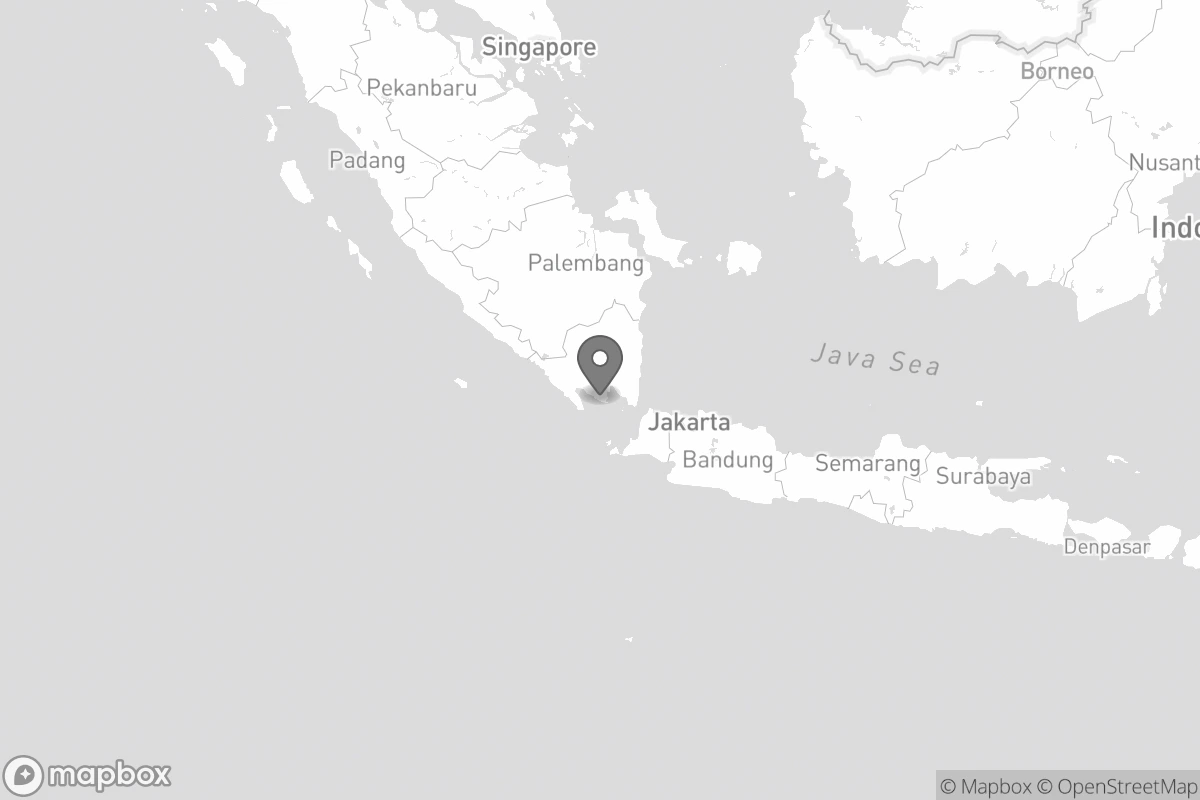 Singapore
Borneo
Pekanbaru
Padang
Nusant
Indo
Palembang
Java Sea
Jakarta
Bandung
Semarang
Surabaya
Denpasar
mapbox
© Mapbox © OpenStreetMap